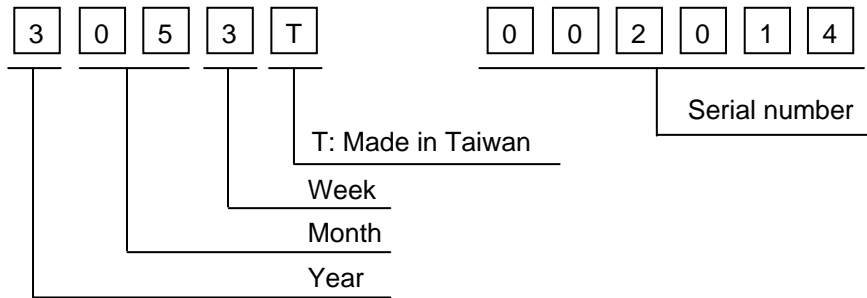 3 0 5 3 T 0 0 2 0 1 4
Serial number
T: Made in Taiwan
Week
Month
Year